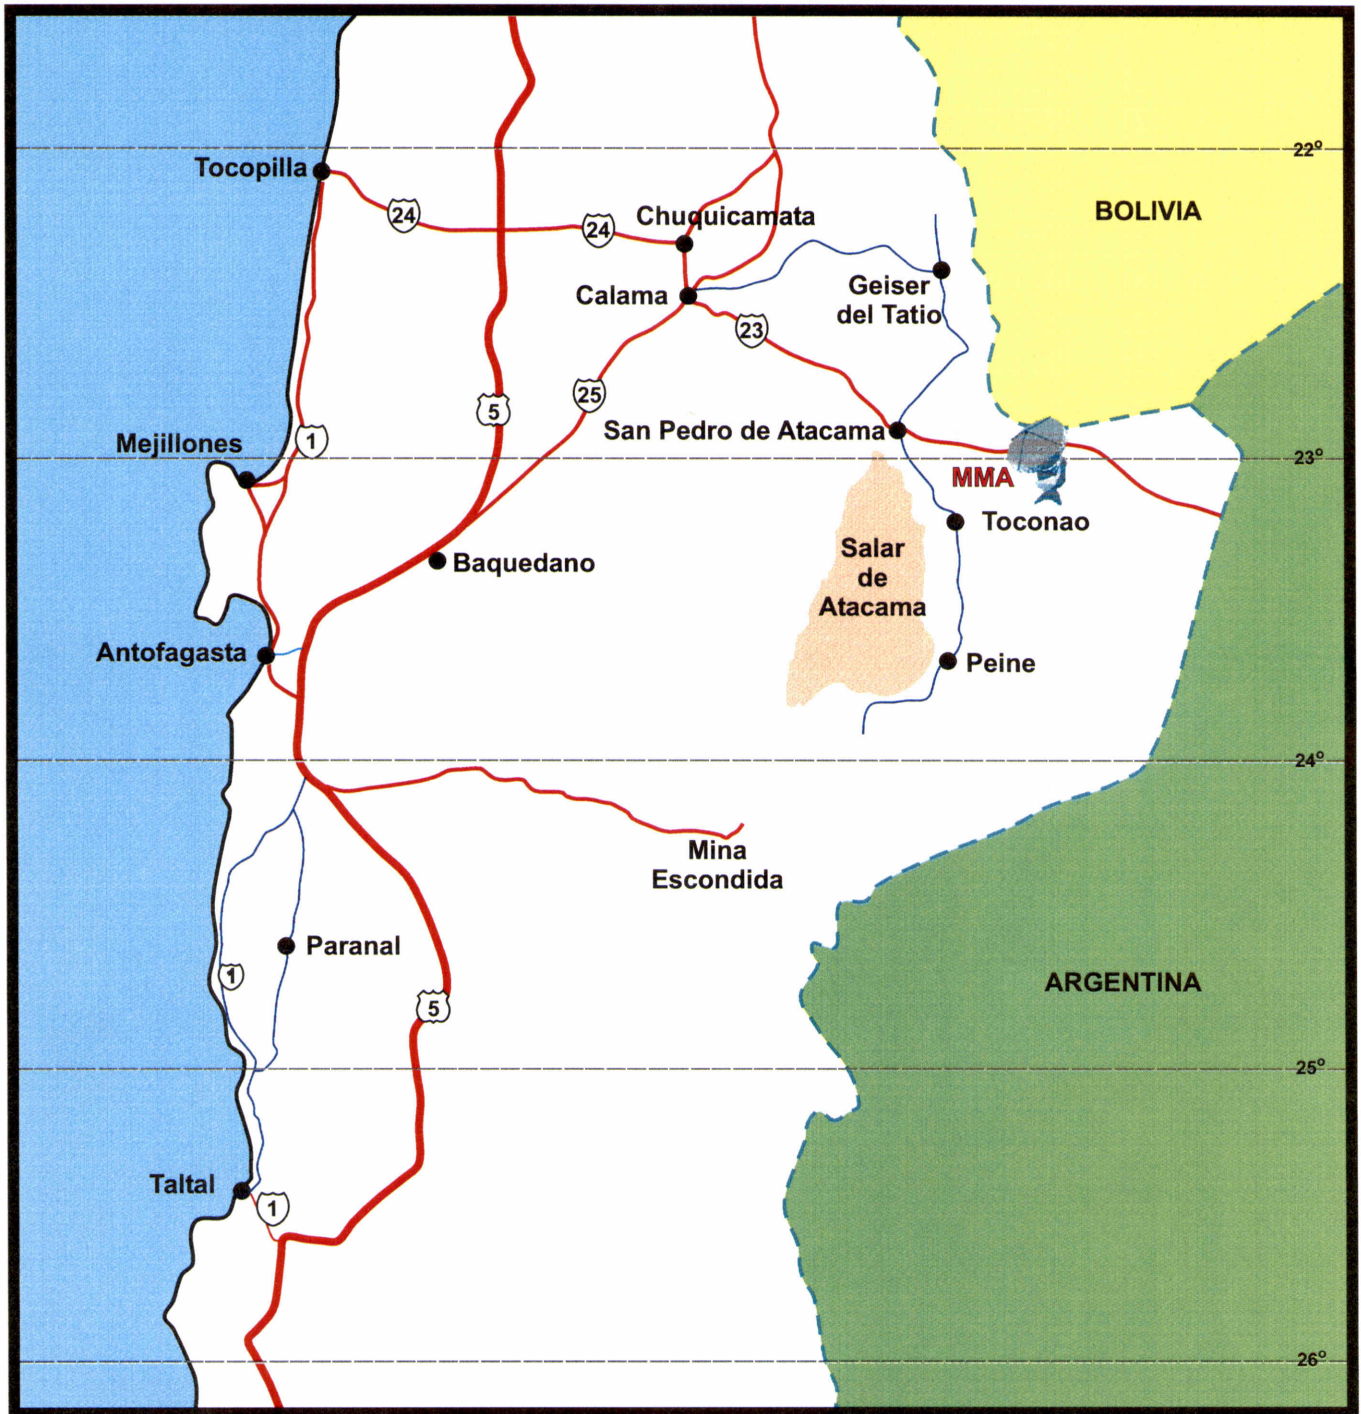 22°
Tocopilla
BOLIVIA
24
Chuquicamata
24
Geiser
del Tatio
Calama
23
25
5
San Pedro de Atacama
1
Mejillones
23°
MMA
Toconao
Salar
de
Atacama
Baquedano
Antofagasta
Peine
24°
Mina
Escondida
Paranal
1
ARGENTINA
5
25°
Taltal
1
26°